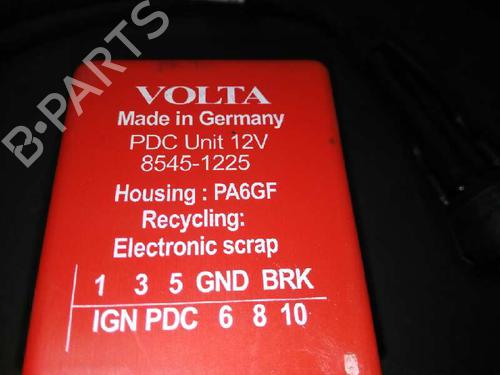 B-PARTS
VOLTA
Made in Germany
PDC Unit 12V
8545-1225
Housing : PA6GF
Recycling:
Electronic scrap
1 3 5 GND BRK
IGN PDC 6 8 10